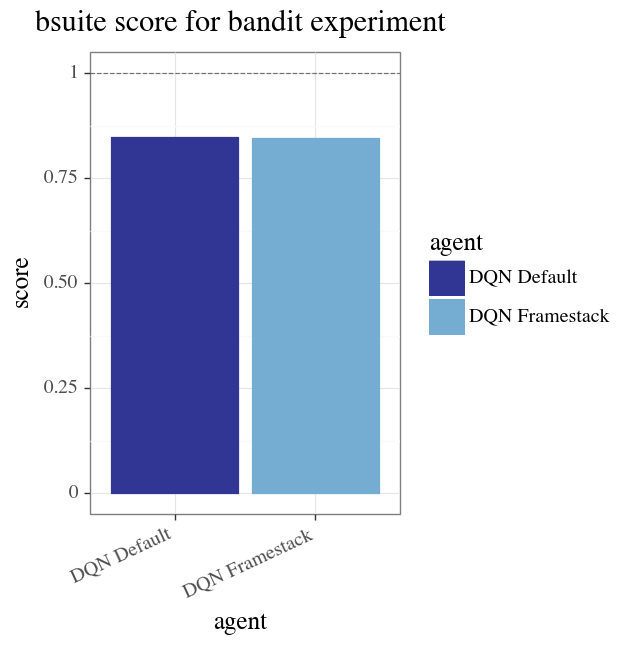 bsuite score for bandit experiment
1
0.75
0.50
0.25
0
score
DQN Default
DQN Framestack
agent
agent
DQN Default
DQN Framestack